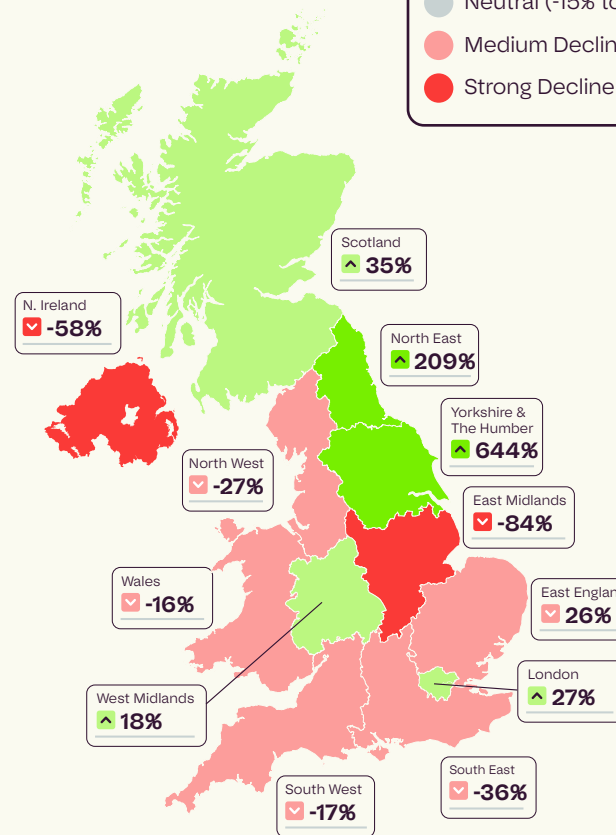 Neutral (-15% to
Medium Declin
Strong Decline
Scotland
35%
N. Ireland
-58%
North East
209%
Yorkshire &
The Humber
644%
North West
-27%
East Midlands
-84%
Wales
-16%
East Englan
26%
London
27%
West Midlands
18%
South East
-36%
South West
-17%